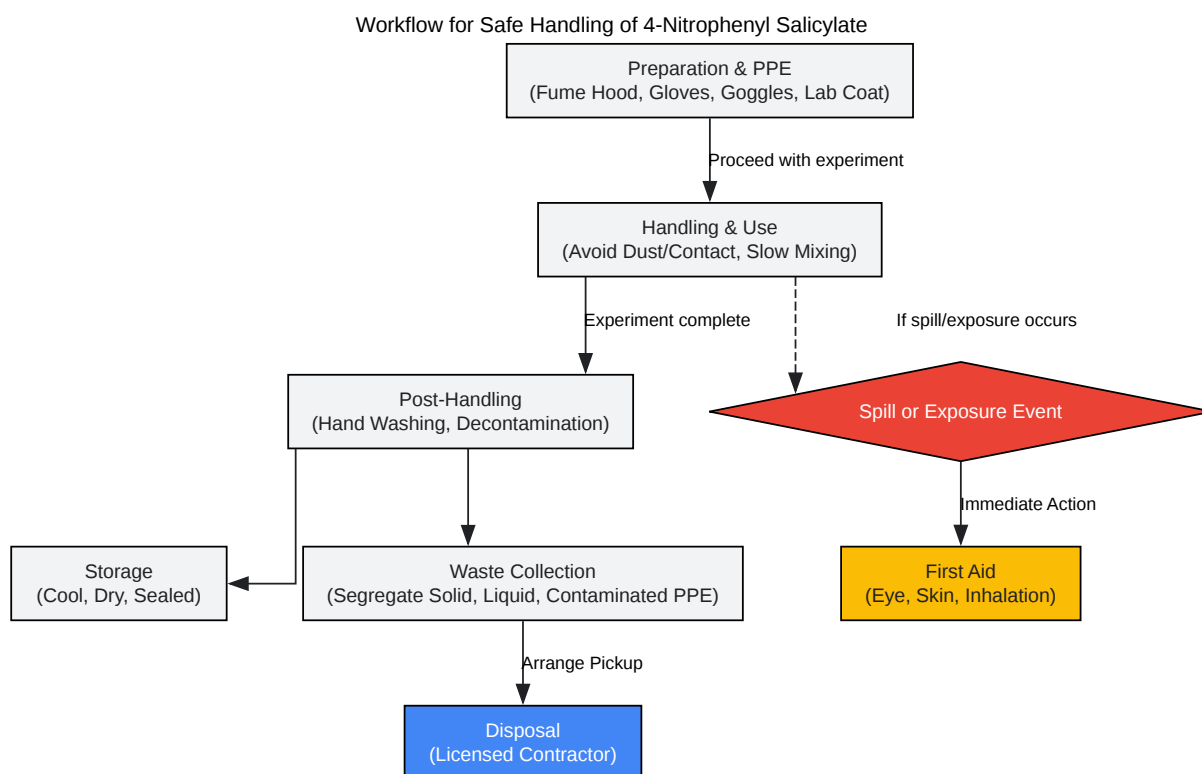 Workflow for Safe Handling of 4-Nitrophenyl Salicylate
Preparation & PPE
(Fume Hood, Gloves, Goggles, Lab Coat)
Proceed with experiment
Handling & Use
(Avoid Dust/Contact, Slow Mixing)
Experiment complete
If spill/exposure occurs
Post-Handling
(Hand Washing, Decontamination)
Spill or Exposure Event
Immediate Action
Storage
(Cool, Dry, Sealed)
Waste Collection
(Segregate Solid, Liquid, Contaminated PPE)
First Aid
(Eye, Skin, Inhalation)
Arrange Pickup
Disposal
(Licensed Contractor)